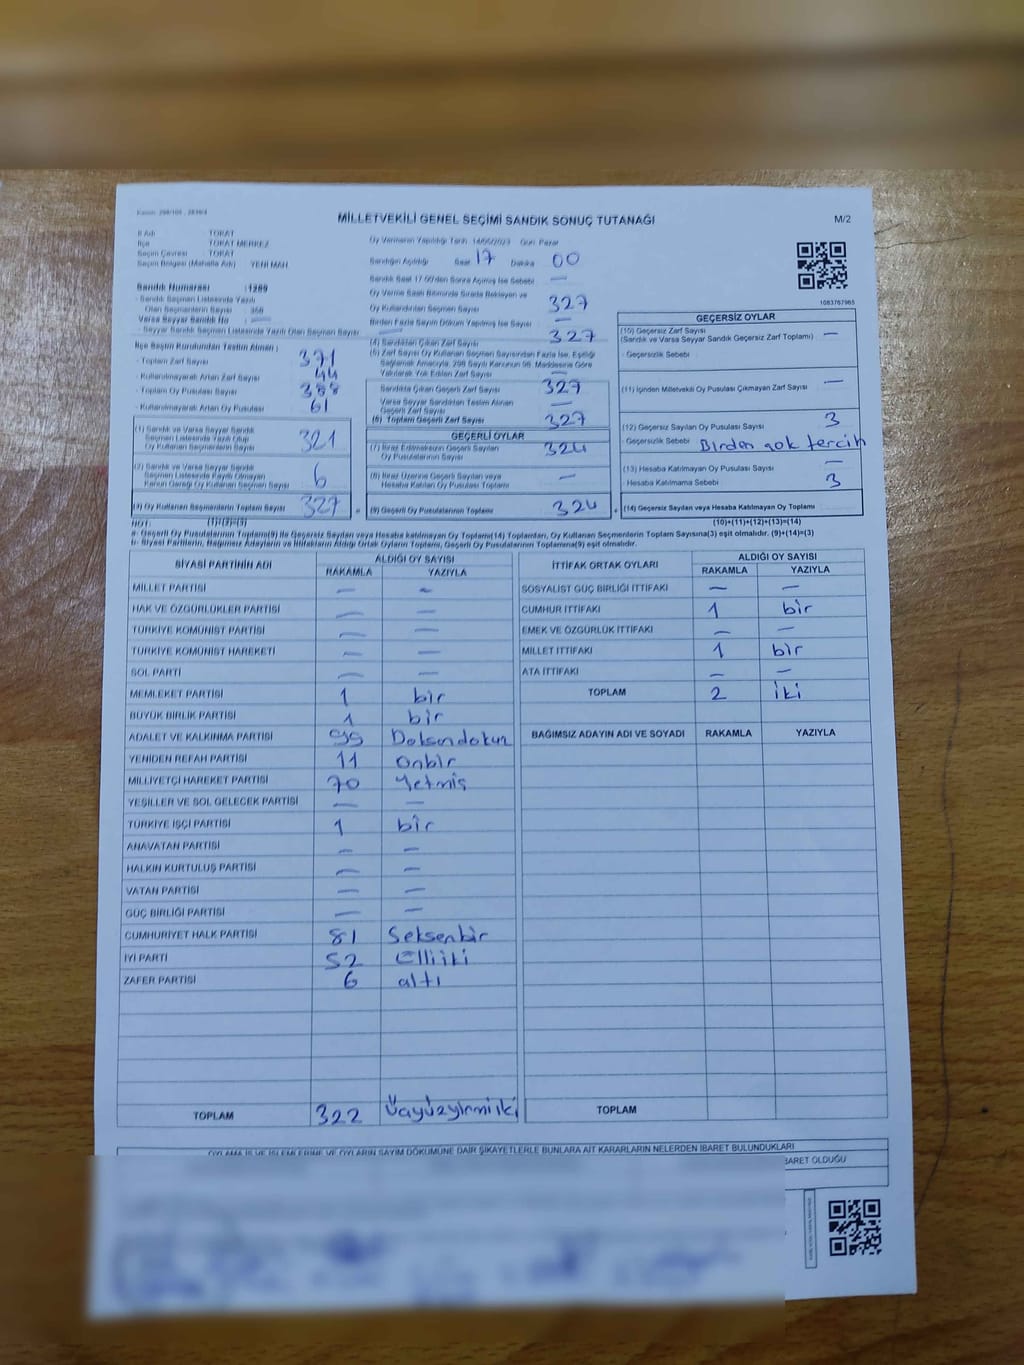 MİLLETVEKİLİ GENEL SEÇİMİ SANDIK SONUÇ TUTANAĞI
M/2
İl Adı TOKAT
İlçe TOKAT MERKEZ
Seçim Çevresi TOKAT
Seçim Bölgesi (Mahalle Adı) YENİ MAH
Sandık Numarası :1269
- Sandık Seçmen Listesinde Yazılı
Olan Seçmenlerin Sayısı : 358
Varsa Seyyar Sandık No : —
- Seyyar Sandık Seçmen Listesinde Yazılı Olan Seçmen Sayısı —
İlçe Seçim Kurulundan Teslim Alınan ;
- Toplam Zarf Sayısı 371
- Kullanılmayarak Artan Zarf Sayısı 44
- Toplam Oy Pusulası 388
- Kullanılmayarak Artan Oy Pusulası 61
(1) Sandık ve Varsa Seyyar Sandık
Seçmen Listesinde Yazılı Olup
Oy Kullanan Seçmenlerin Sayısı 321
(2) Sandık ve Varsa Seyyar Sandık
Seçmen Listesinde Kayıtlı Olmayan
Kanun Gereği Oy Kullanan Seçmen Sayısı 6
(3) Oy Kullanan Seçmenlerin Toplam Sayısı 327
(1)+(2)=(3)
Oy Vermenin Yapıldığı Tarih 14/05/2023 Gün Pazar
Sandığın Açıldığı Saat 17 Dakika 00
Sandık Saat 17:00'den Sonra Açılmış İse Sebebi —
Oy Verme Saati Bitiminde Sırada Bekleyen ve
Oy Kullandırılan Seçmen Sayısı 327
Birden Fazla Sayım Döküm Yapılmış İse Sayısı —
(4) Sandıktan Çıkan Zarf Sayısı 327
(5) Zarf Sayısı Oy Kullanan Seçmen Sayısından Fazla İse, Eşitliği
Sağlamak Amacıyla, 298 Sayılı Kanunun 98. Maddesine Göre
Yakılarak Yok Edilen Zarf Sayısı —
Sandıkta Çıkan Geçerli Zarf Sayısı 327
Varsa Seyyar Sandıktan Teslim Alınan
Geçerli Zarf Sayısı —
(6) Toplam Geçerli Zarf Sayısı 327
GEÇERLİ OYLAR
(7) İtiraz Edilmeksizin Geçerli Sayılan
Oy Pusulalarının Sayısı 324
(8) İtiraz Üzerine Geçerli Sayılan veya
Hesaba Katılan Oy Pusulası Toplamı —
(9) Geçerli Oy Pusulalarının Toplamı 324
1083767965
GEÇERSİZ OYLAR
(10) Geçersiz Zarf Sayısı
(Sandık ve Varsa Seyyar Sandık Geçersiz Zarf Toplamı) —
- Geçersizlik Sebebi
(11) İçinden Milletvekili Oy Pusulası Çıkmayan Zarf Sayısı —
(12) Geçersiz Sayılan Oy Pusulası Sayısı 3
- Geçersizlik Sebebi Birden çok tercih
(13) Hesaba Katılmayan Oy Pusulası Sayısı —
- Hesaba Katılmama Sebebi 3
(14) Geçersiz Sayılan veya Hesaba Katılmayan Oy Toplamı
(10)+(11)+(12)+(13)=(14)
NOT:
a- Geçerli Oy Pusulalarının Toplamı(9) ile Geçersiz Sayılan veya Hesaba katılmayan Oy Toplamı(14) Toplamları, Oy Kullanan Seçmenlerin Toplam Sayısına(3) eşit olmalıdır. (9)+(14)=(3)
b- Siyasi Partilerin, Bağımsız Adayların ve İttifakların Aldığı Ortak Oyların Toplamı, Geçerli Oy Pusulalarının Toplamına(9) eşit olmalıdır.
SİYASİ PARTİNİN ADI ALDIĞI OY SAYISI
RAKAMLA YAZIYLA
MİLLET PARTİSİ — —
HAK VE ÖZGÜRLÜKLER PARTİSİ — —
TÜRKİYE KOMÜNİST PARTİSİ — —
TÜRKİYE KOMÜNİST HAREKETİ — —
SOL PARTİ — —
MEMLEKET PARTİSİ 1 bir
BÜYÜK BİRLİK PARTİSİ 1 bir
ADALET VE KALKINMA PARTİSİ 99 Doksandokuz
YENİDEN REFAH PARTİSİ 11 onbir
MİLLİYETÇİ HAREKET PARTİSİ 70 Yetmiş
YEŞİLLER VE SOL GELECEK PARTİSİ — —
TÜRKİYE İŞÇİ PARTİSİ 1 bir
ANAVATAN PARTİSİ — —
HALKIN KURTULUŞ PARTİSİ — —
VATAN PARTİSİ — —
GÜÇ BİRLİĞİ PARTİSİ — —
CUMHURİYET HALK PARTİSİ 81 Seksenbir
İYİ PARTİ 52 Elliiki
ZAFER PARTİSİ 6 altı
TOPLAM 322
İTTİFAK ORTAK OYLARI ALDIĞI OY SAYISI
RAKAMLA YAZIYLA
SOSYALİST GÜÇ BİRLİĞİ İTTİFAKI — —
CUMHUR İTTİFAKI 1 bir
EMEK VE ÖZGÜRLÜK İTTİFAKI — —
MİLLET İTTİFAKI 1 bir
ATA İTTİFAKI — —
TOPLAM 2 iki
BAĞIMSIZ ADAYIN ADI VE SOYADI RAKAMLA YAZIYLA
TOPLAM
OYLAMA İŞ VE İŞLEMLERİNE VE OYLARIN SAYIM DÖKÜMÜNE DAİR ŞİKAYETLERLE BUNLARA AİT KARARLARIN NELERDEN İBARET BULUNDUKLARI
BARET OLDUĞU